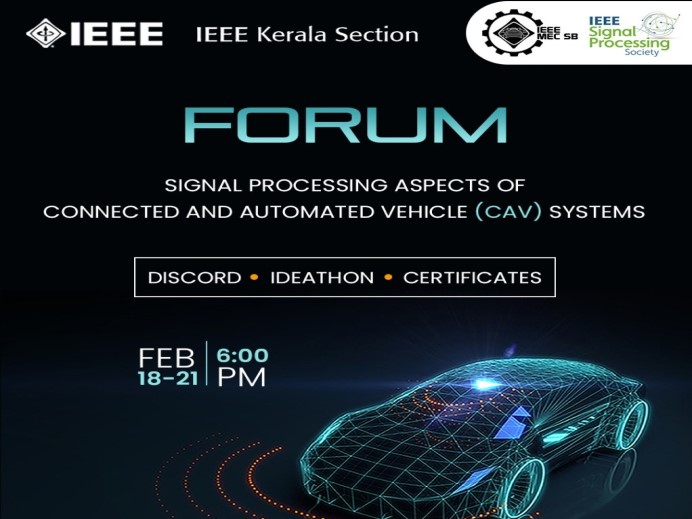 IEEE
IEEE Kerala Section
IEEE
MEC SB
IEEE
Signal
Processing
Society
FORUM
SIGNAL PROCESSING ASPECTS OF
CONNECTED AND AUTOMATED VEHICLE (CAV) SYSTEMS
DISCORD • IDEATHON • CERTIFICATES
FEB
18-21
6:00
PM